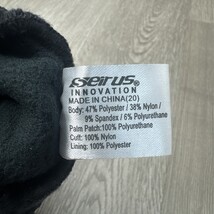 seirus
INNOVATION
MADE IN CHINA(20)
Body: 47% Polyester / 38% Nylon /
9% Spandex / 6% Polyurethane
Palm Patch:100% Polyurethane
Cuff: 100% Nylon
Lining: 100% Polyester